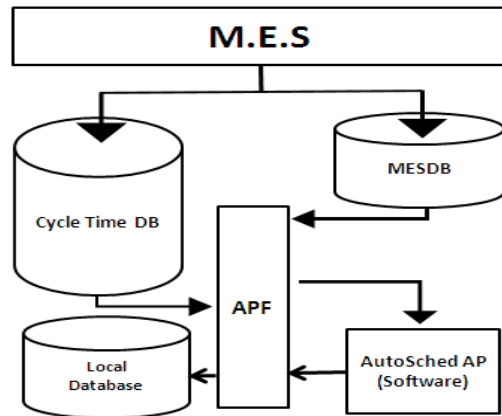 M.E.S
MESDB
Cycle Time DB
APF
Local
Database
AutoSched AP
(Software)